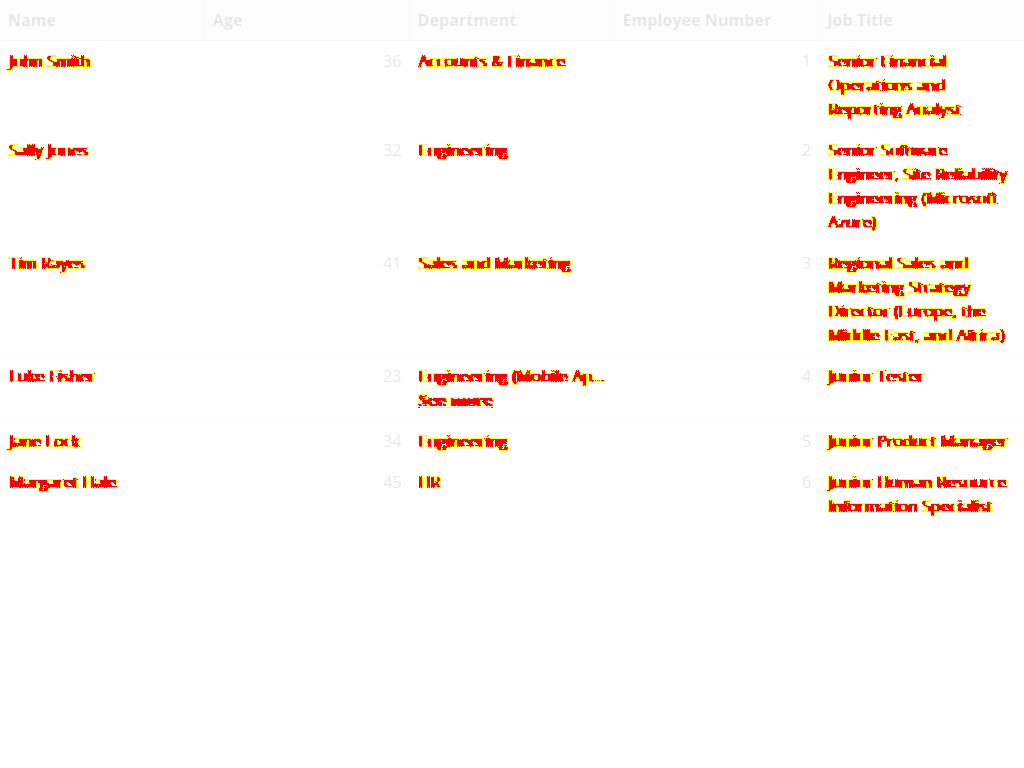 Name Age Department Employee Number Job Title
John Smith 36 Accounts & Finance 1 Senior Financial
Operations and
Reporting Analyst
Sally Jones 32 Engineering 2 Senior Software
Engineer, Site Reliability
Engineering (Microsoft
Azure)
Tim Rayes 41 Sales and Marketing 3 Regional Sales and
Marketing Strategy
Director (Europe, the
Middle East, and Africa)
Luke Fisher 23 Engineering (Mobile Ap... 4 Junior Tester
See more
Jane Lock 34 Engineering 5 Junior Product Manager
Margaret Hale 45 HR 6 Junior Human Resource
Information Specialist